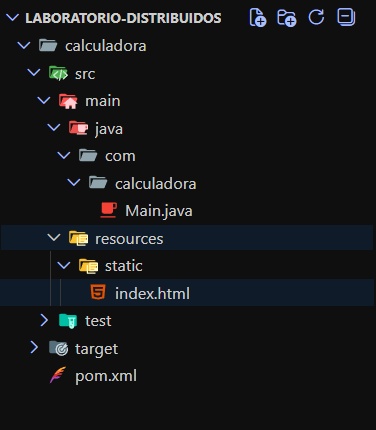 LABORATORIO-DISTRIBUIDOS
calculadora
src
main
java
com
calculadora
Main.java
resources
static
index.html
test
target
pom.xml